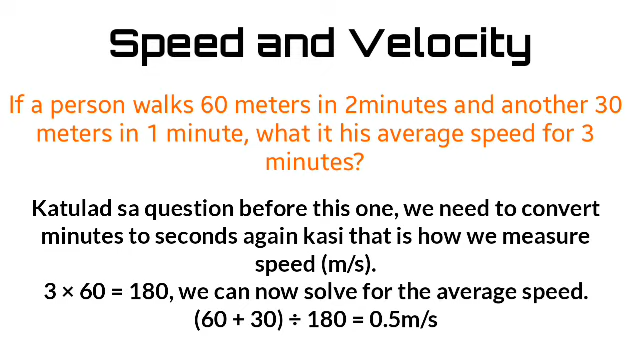 Speed and Velocity
If a person walks 60 meters in 2minutes and another 30
meters in 1 minute, what it his average speed for 3
minutes?
Katulad sa question before this one, we need to convert
minutes to seconds again kasi that is how we measure
speed (m/s).
3 × 60 = 180, we can now solve for the average speed.
(60 + 30) ÷ 180 = 0.5m/s